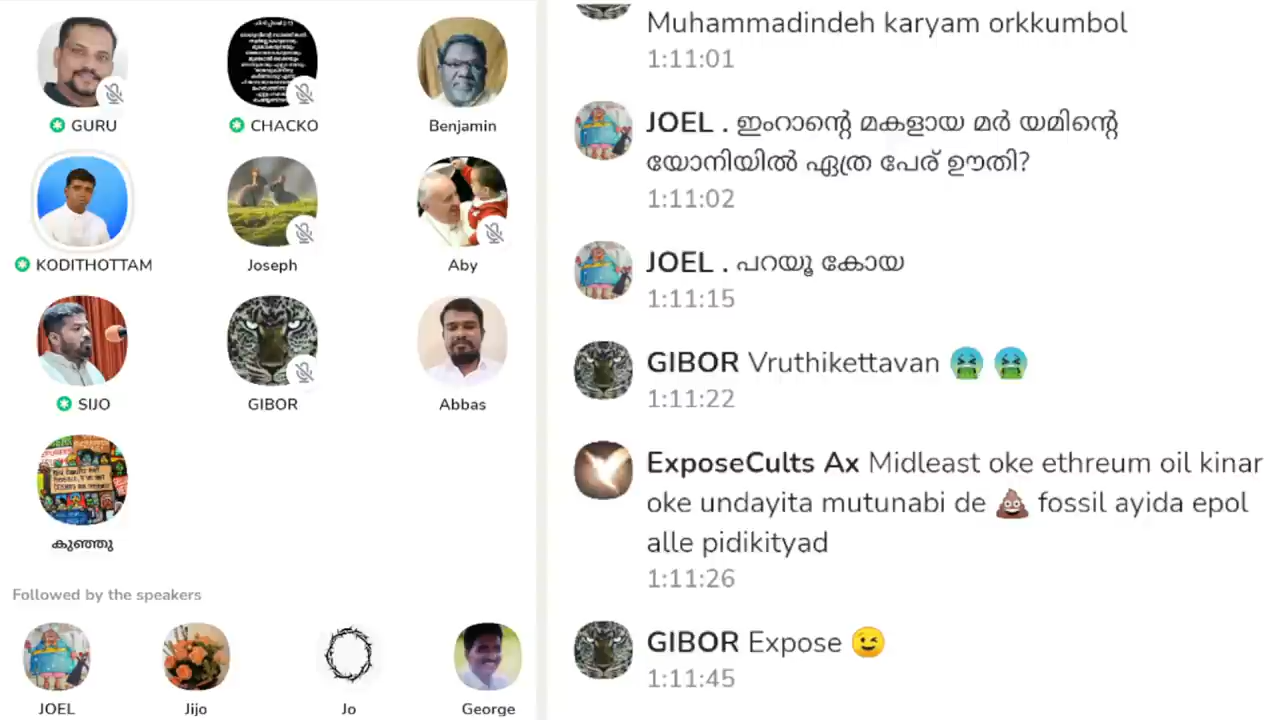 GURU
CHACKO
Benjamin
KODITHOTTAM
Joseph
Aby
SIJO
GIBOR
Abbas
കുഞ്ഞു
Followed by the speakers
JOEL
Jijo
Jo
George
Muhammadindeh karyam orkkumbol
1:11:01
JOEL . ഇംറാന്റെ മകളായ മർ യമിന്റെ
യോനിയിൽ ഏത്ര പേര് ഊതി?
1:11:02
JOEL . പറയൂ കോയ
1:11:15
GIBOR Vruthikettavan 🤮 🤮
1:11:22
ExposeCults Ax Midleast oke ethreum oil kinar
oke undayita mutunabi de 💩 fossil ayida epol
alle pidikityad
1:11:26
GIBOR Expose 😉
1:11:45